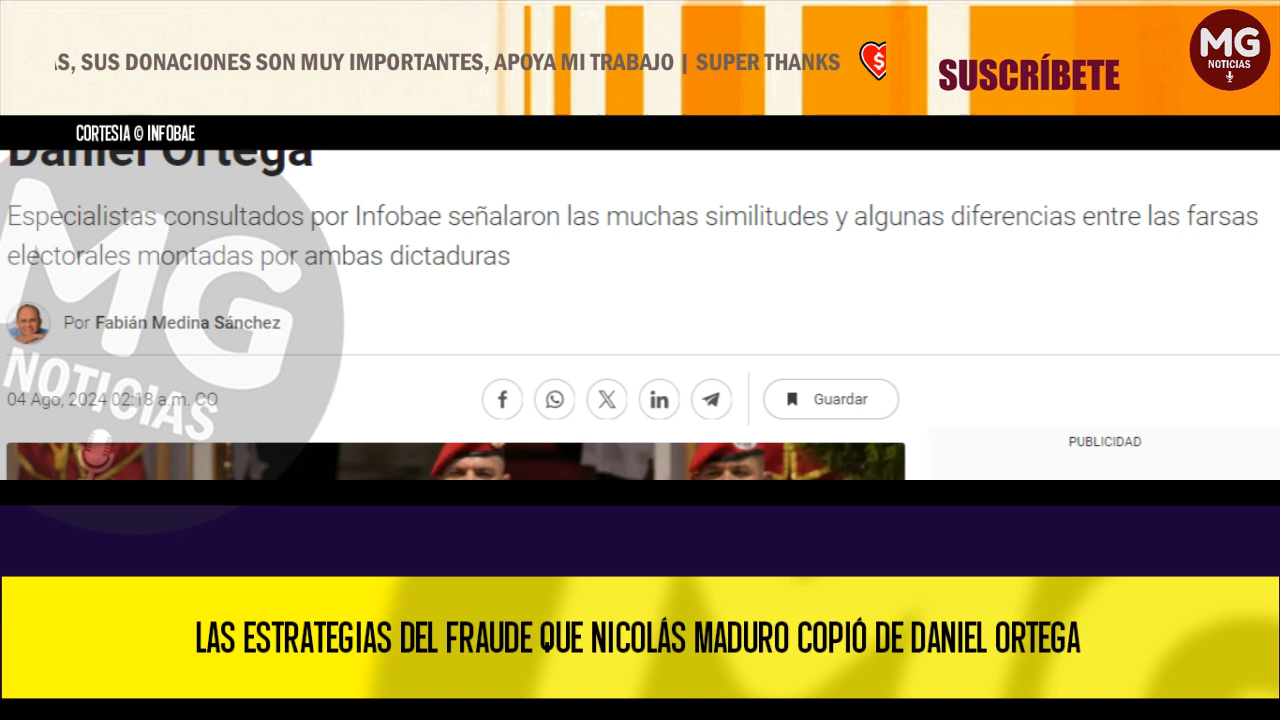 S, SUS DONACIONES SON MUY IMPORTANTES, APOYA MI TRABAJO | SUPER THANKS
SUSCRÍBETE
MG
NOTICIAS
CORTESIA © INFOBAE
Daniel Ortega
Especialistas consultados por Infobae señalaron las muchas similitudes y algunas diferencias entre las farsas
electorales montadas por ambas dictaduras
MG
NOTICIAS
Por Fabián Medina Sánchez
04 Ago, 2024 02:18 a.m. CO
Guardar
PUBLICIDAD
LAS ESTRATEGIAS DEL FRAUDE QUE NICOLÁS MADURO COPIÓ DE DANIEL ORTEGA